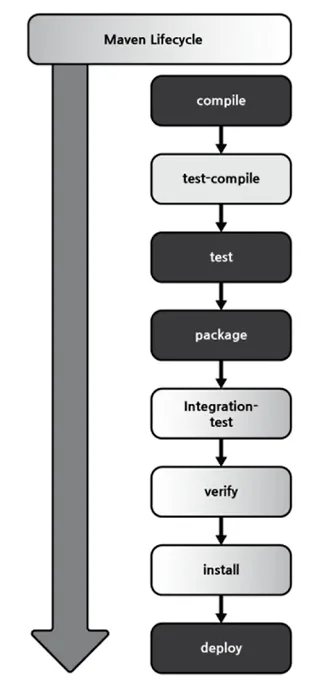 Maven Lifecycle
compile
test-compile
test
package
Integration-
test
verify
install
deploy